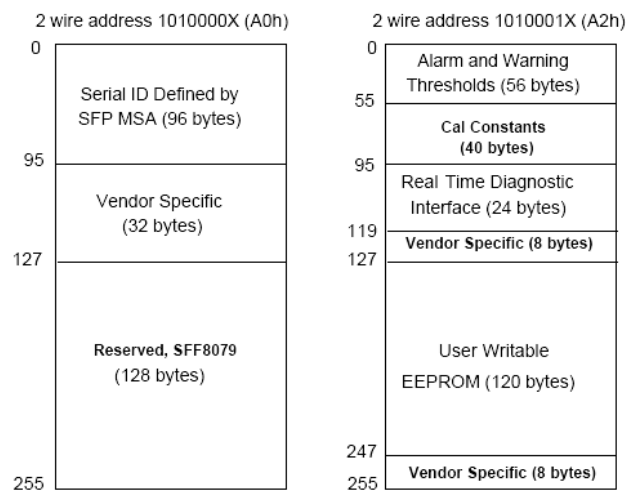 2 wire address 1010000X (A0h)
0
Serial ID Defined by
SFP MSA (96 bytes)
95
Vendor Specific
(32 bytes)
127
Reserved, SFF8079
(128 bytes)
255
2 wire address 1010001X (A2h)
0
Alarm and Warning
Thresholds (56 bytes)
55
Cal Constants
(40 bytes)
95
Real Time Diagnostic
Interface (24 bytes)
119
Vendor Specific (8 bytes)
127
User Writable
EEPROM (120 bytes)
247
Vendor Specific (8 bytes)
255